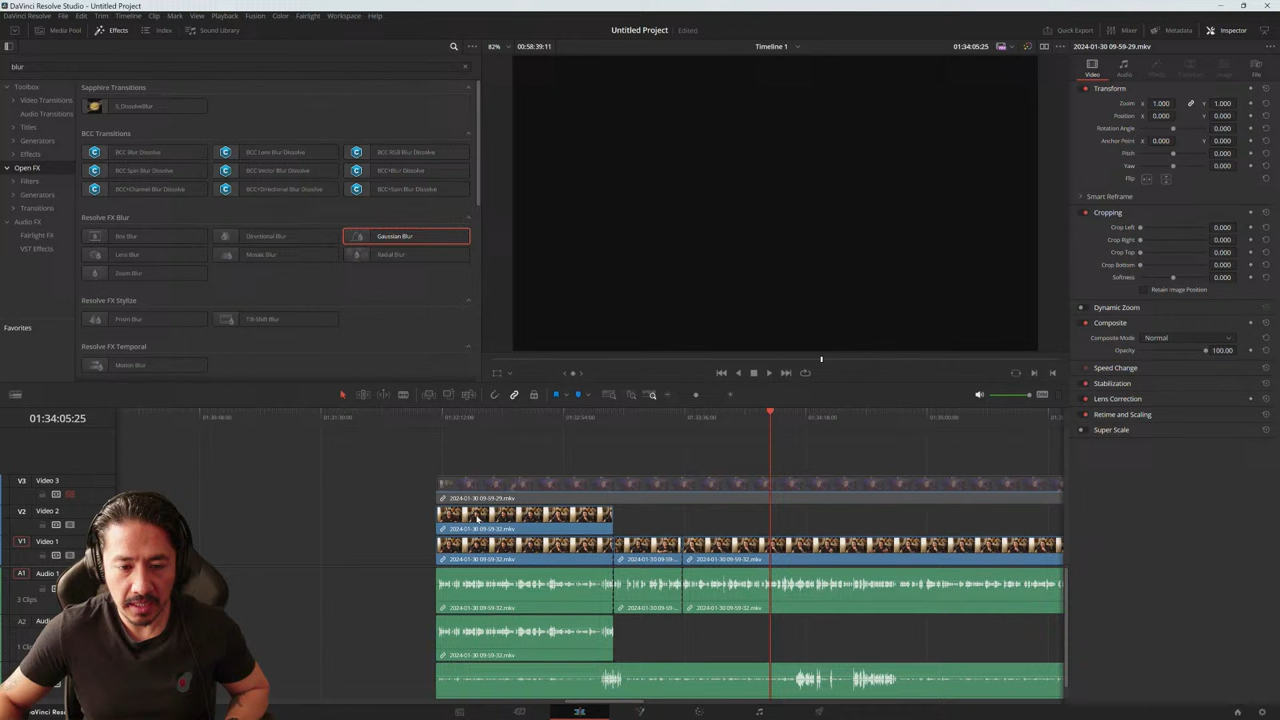 DaVinci Resolve Studio - Untitled Project
DaVinci Resolve File Edit Trim Timeline Clip Mark View Playback Fusion Color Fairlight Workspace Help
Media Pool Effects Index Sound Library Untitled Project Edited Quick Export Mixer Metadata Inspector
82% 00:58:39:11 Timeline 1 01:34:05:25 2024-01-30 09-59-29.mkv
blur
Video Audio Effects Transition Image File
Toolbox
Video Transitions
Audio Transitions
Titles
Generators
Effects
Open FX
Filters
Generators
Transitions
Audio FX
Fairlight FX
VST Effects
Favorites
Sapphire Transitions
S_DissolveBlur
BCC Transitions
BCC Blur Dissolve BCC Lens Blur Dissolve BCC RGB Blur Dissolve
BCC Spin Blur Dissolve BCC Vector Blur Dissolve BCC+Blur Dissolve
BCC+Channel Blur Dissolve BCC+Directional Blur Dissolve BCC+Spin Blur Dissolve
Resolve FX Blur
Box Blur Directional Blur Gaussian Blur
Lens Blur Mosaic Blur Radial Blur
Zoom Blur
Resolve FX Stylize
Prism Blur Tilt-Shift Blur
Resolve FX Temporal
Motion Blur
Transform
Zoom X 1.000 Y 1.000
Position X 0.000 Y 0.000
Rotation Angle 0.000
Anchor Point X 0.000 Y 0.000
Pitch 0.000
Yaw 0.000
Flip
Smart Reframe
Cropping
Crop Left 0.000
Crop Right 0.000
Crop Top 0.000
Crop Bottom 0.000
Softness 0.000
Retain Image Position
Dynamic Zoom
Composite
Composite Mode Normal
Opacity 100.00
Speed Change
Stabilization
Lens Correction
Retime and Scaling
Super Scale
DIM
01:34:05:25 01:30:48:00 01:31:30:00 01:32:12:00 01:32:54:00 01:33:36:00 01:34:18:00 01:35:00:00
V3 Video 3
2024-01-30 09-59-29.mkv
V2 Video 2
2024-01-30 09-59-32.mkv
V1 Video 1
2024-01-30 09-59-32.mkv 2024-01-30 09-59-... 2024-01-30 09-59-32.mkv
A1 Audio 1
3 Clips 2024-01-30 09-59-32.mkv 2024-01-30 09-59-... 2024-01-30 09-59-32.mkv
A2
1 Cli
2024-01-30 09-59-32.mkv
DaVinci Resolve